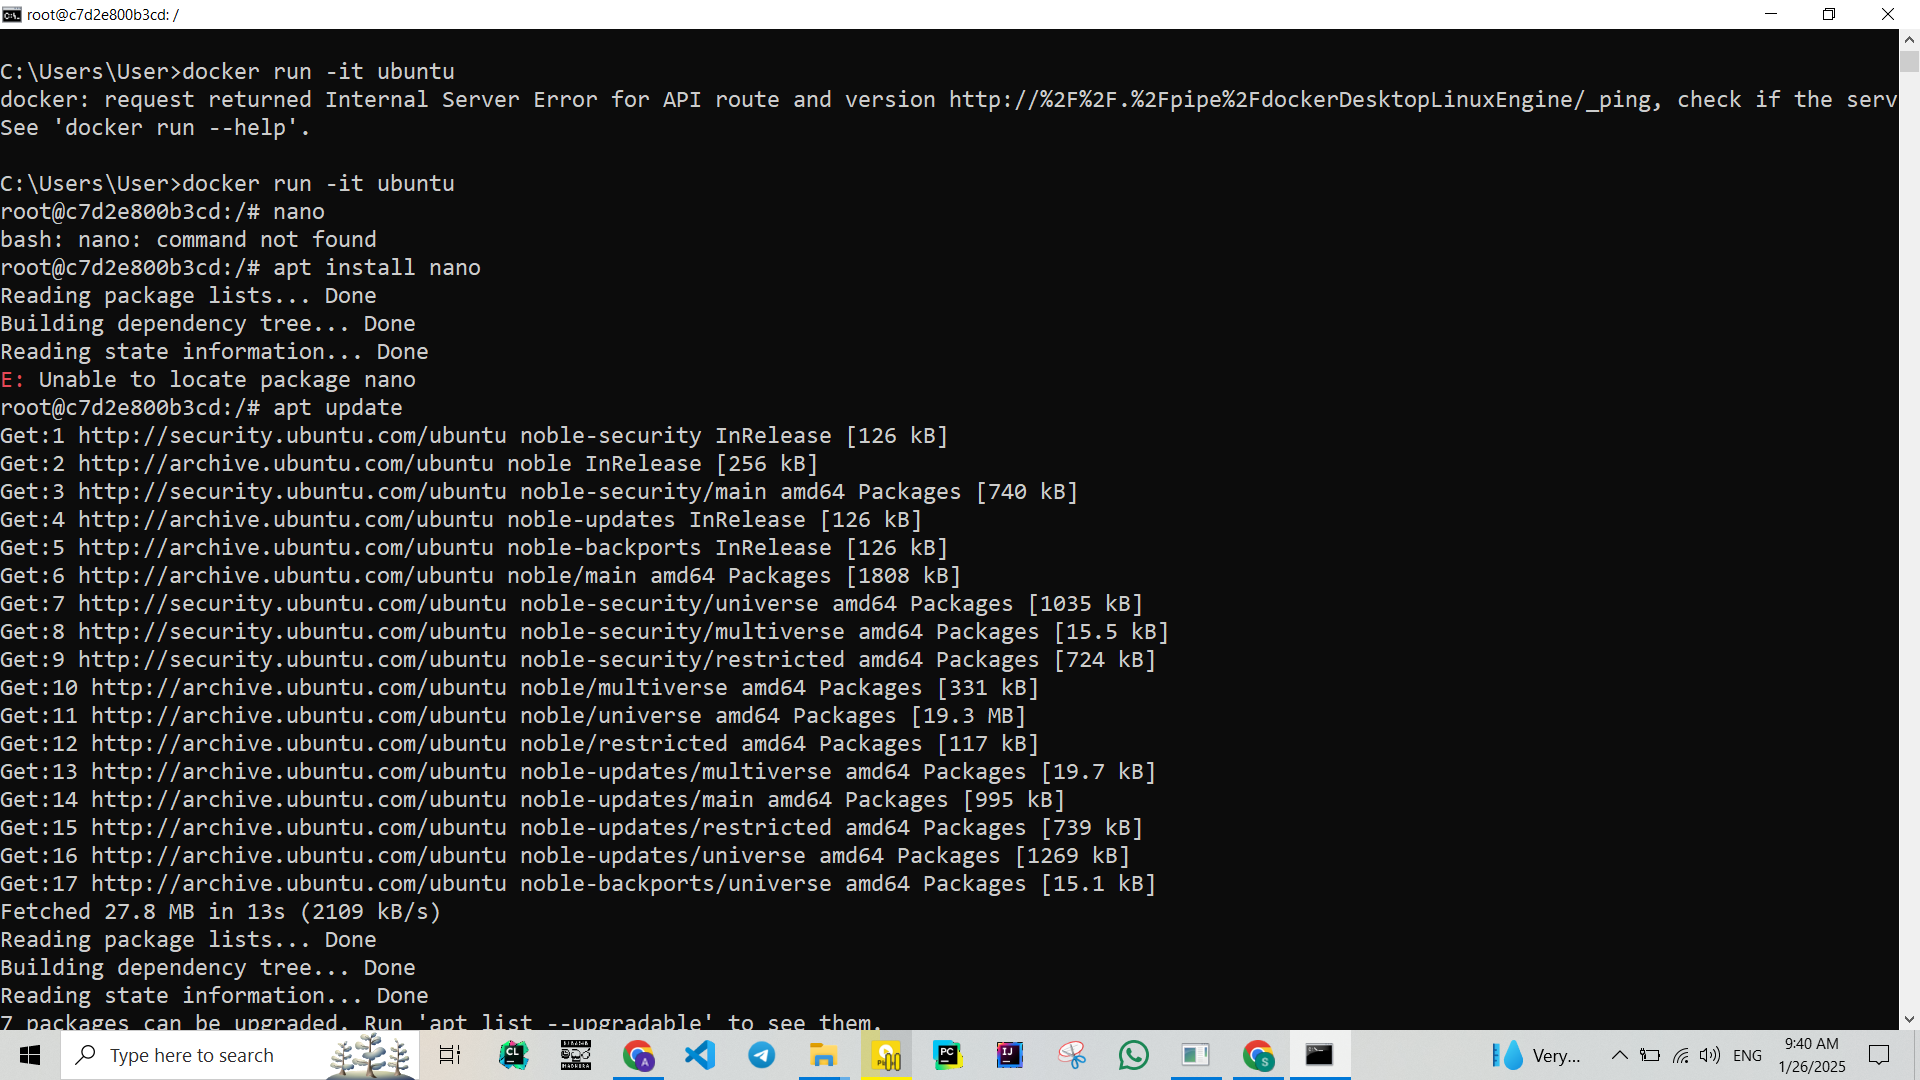 root@c7d2e800b3cd: /
C:\Users\User>docker run -it ubuntu
docker: request returned Internal Server Error for API route and version http://%2F%2F.%2Fpipe%2FdockerDesktopLinuxEngine/_ping, check if the serv
See 'docker run --help'.
C:\Users\User>docker run -it ubuntu
root@c7d2e800b3cd:/# nano
bash: nano: command not found
root@c7d2e800b3cd:/# apt install nano
Reading package lists... Done
Building dependency tree... Done
Reading state information... Done
E: Unable to locate package nano
root@c7d2e800b3cd:/# apt update
Get:1 http://security.ubuntu.com/ubuntu noble-security InRelease [126 kB]
Get:2 http://archive.ubuntu.com/ubuntu noble InRelease [256 kB]
Get:3 http://security.ubuntu.com/ubuntu noble-security/main amd64 Packages [740 kB]
Get:4 http://archive.ubuntu.com/ubuntu noble-updates InRelease [126 kB]
Get:5 http://archive.ubuntu.com/ubuntu noble-backports InRelease [126 kB]
Get:6 http://archive.ubuntu.com/ubuntu noble/main amd64 Packages [1808 kB]
Get:7 http://security.ubuntu.com/ubuntu noble-security/universe amd64 Packages [1035 kB]
Get:8 http://security.ubuntu.com/ubuntu noble-security/multiverse amd64 Packages [15.5 kB]
Get:9 http://security.ubuntu.com/ubuntu noble-security/restricted amd64 Packages [724 kB]
Get:10 http://archive.ubuntu.com/ubuntu noble/multiverse amd64 Packages [331 kB]
Get:11 http://archive.ubuntu.com/ubuntu noble/universe amd64 Packages [19.3 MB]
Get:12 http://archive.ubuntu.com/ubuntu noble/restricted amd64 Packages [117 kB]
Get:13 http://archive.ubuntu.com/ubuntu noble-updates/multiverse amd64 Packages [19.7 kB]
Get:14 http://archive.ubuntu.com/ubuntu noble-updates/main amd64 Packages [995 kB]
Get:15 http://archive.ubuntu.com/ubuntu noble-updates/restricted amd64 Packages [739 kB]
Get:16 http://archive.ubuntu.com/ubuntu noble-updates/universe amd64 Packages [1269 kB]
Get:17 http://archive.ubuntu.com/ubuntu noble-backports/universe amd64 Packages [15.1 kB]
Fetched 27.8 MB in 13s (2109 kB/s)
Reading package lists... Done
Building dependency tree... Done
Reading state information... Done
7 packages can be upgraded. Run 'apt list --upgradable' to see them.
Type here to search
CL
A
PC
IJ
S
Very...
ENG
9:40 AM
1/26/2025